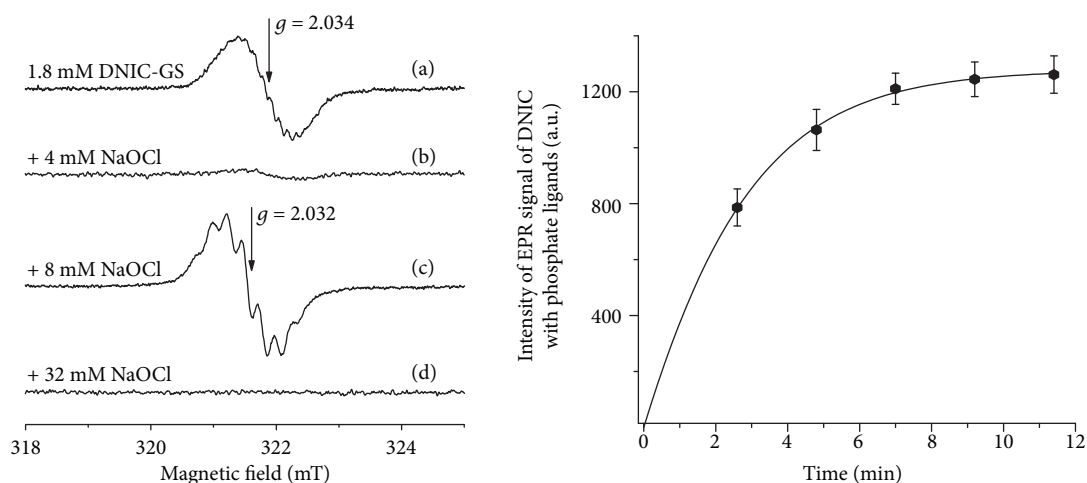 g = 2.034
1.8 mM DNIC-GS
(a)
+ 4 mM NaOCl
(b)
g = 2.032
+ 8 mM NaOCl
(c)
+ 32 mM NaOCl
(d)
318
320
322
324
Magnetic field (mT)
Intensity of EPR signal of DNIC
with phosphate ligands (a.u.)
1200
800
400
0
2
4
6
8
10
12
Time (min)